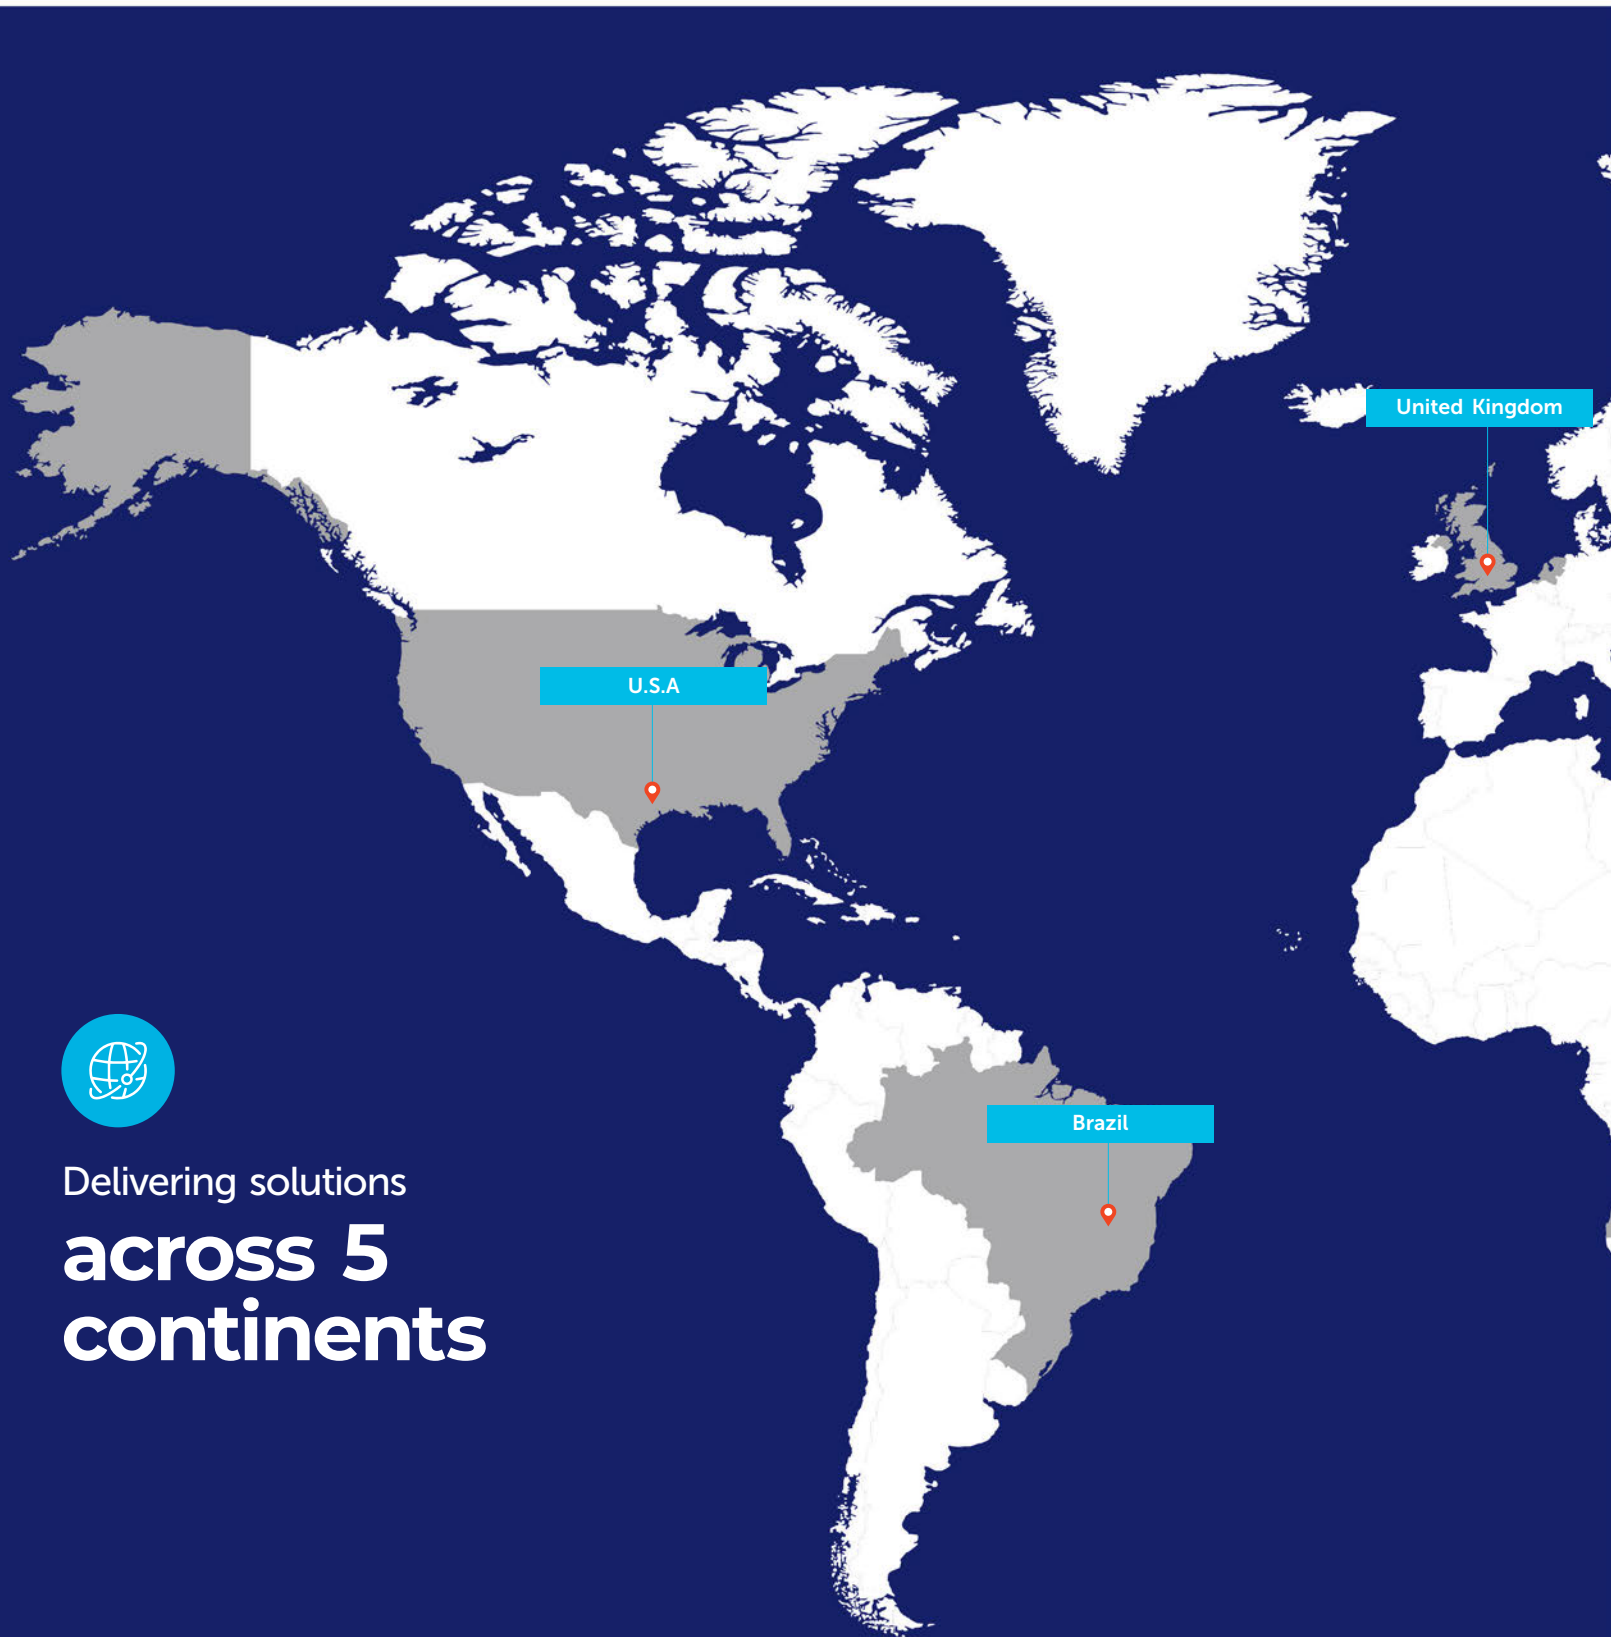 United Kingdom
U.S.A
Brazil
Delivering solutions
across 5
continents